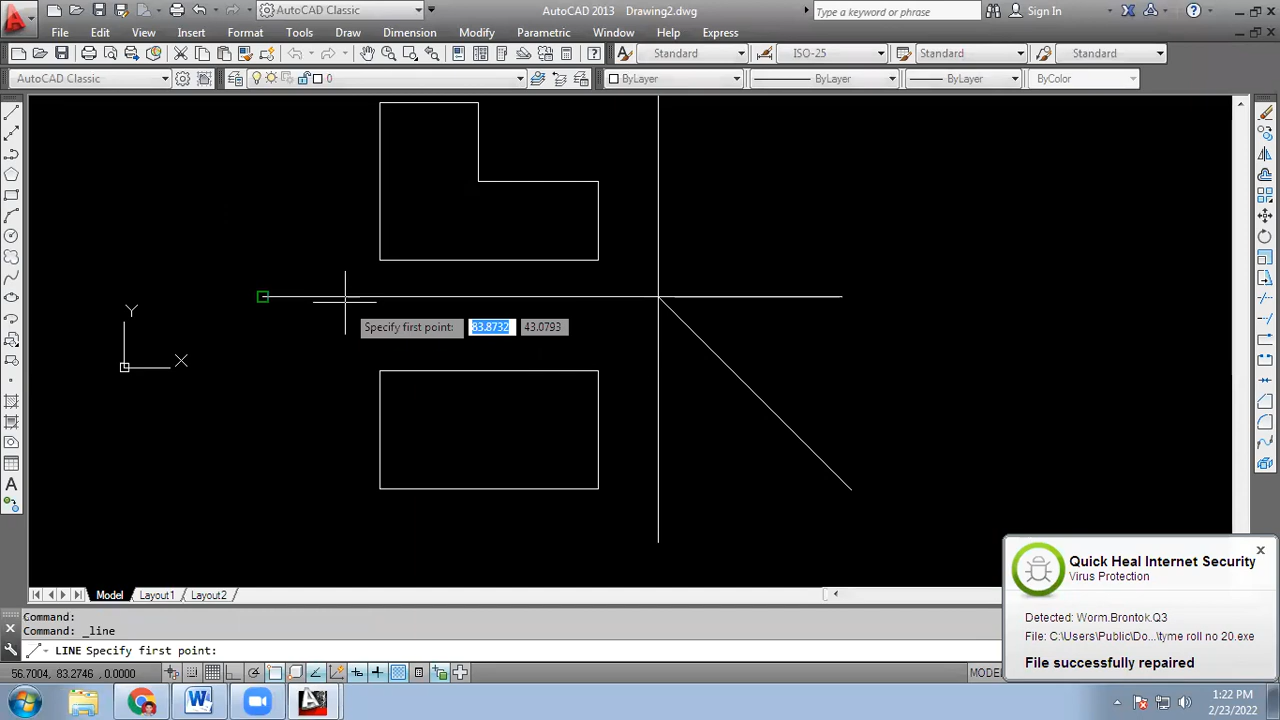 AutoCAD Classic
AutoCAD 2013 Drawing2.dwg
Type a keyword or phrase
Sign In
File Edit View Insert Format Tools Draw Dimension Modify Parametric Window Help Express
Standard ISO-25 Standard Standard
AutoCAD Classic 0 ByLayer ByLayer ByLayer ByColor
Y
X
Specify first point: 83.8732 43.0793
A
Model Layout1 Layout2
Command:
Command: _line
LINE Specify first point:
56.7004, 83.2746, 0.0000
MODEL
Quick Heal Internet Security
Virus Protection
Detected: Worm.Brontok.Q3
File: C:\Users\Public\Do...\tyme roll no 20.exe
File successfully repaired
1:22 PM
2/23/2022